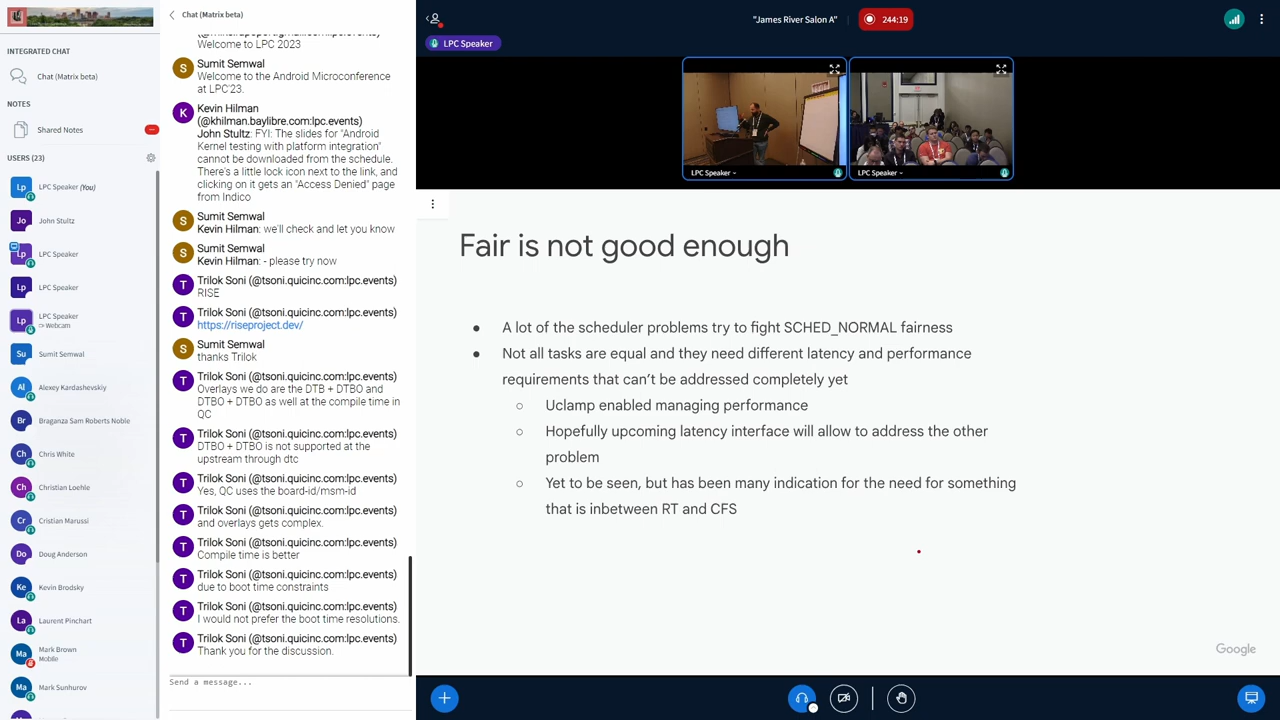 Chat (Matrix beta)
INTEGRATED CHAT
Chat (Matrix beta)
NOTES
Shared Notes
USERS (23)
Lp
LPC Speaker (You)
Jo
John Stultz
Lp
LPC Speaker
Lp
LPC Speaker
Lp
LPC Speaker
=> Webcam
Su
Sumit Semwal
Al
Alexey Kardashevskiy
Br
Braganza Sam Roberts Noble
Ch
Chris White
Ch
Christian Loehle
Cr
Cristian Marussi
Do
Doug Anderson
Ke
Kevin Brodsky
La
Laurent Pinchart
Ma
Mark Brown
Mobile
Ma
Mark Sunhurov
Welcome to LPC 2023
S
Sumit Semwal
Welcome to the Android Microconference
at LPC'23.
K
Kevin Hilman
(@khilman.baylibre.com:lpc.events)
John Stultz: FYI: The slides for "Android
Kernel testing with platform integration"
cannot be downloaded from the schedule.
There's a little lock icon next to the link, and
clicking on it gets an "Access Denied" page
from Indico
S
Sumit Semwal
Kevin Hilman: we'll check and let you know
S
Sumit Semwal
Kevin Hilman: - please try now
T
Trilok Soni (@tsoni.quicinc.com:lpc.events)
RISE
T
Trilok Soni (@tsoni.quicinc.com:lpc.events)
https://riseproject.dev/
S
Sumit Semwal
thanks Trilok
T
Trilok Soni (@tsoni.quicinc.com:lpc.events)
Overlays we do are the DTB + DTBO and
DTBO + DTBO as well at the compile time in
QC
T
Trilok Soni (@tsoni.quicinc.com:lpc.events)
DTBO + DTBO is not supported at the
upstream through dtc
T
Trilok Soni (@tsoni.quicinc.com:lpc.events)
Yes, QC uses the board-id/msm-id
T
Trilok Soni (@tsoni.quicinc.com:lpc.events)
and overlays gets complex.
T
Trilok Soni (@tsoni.quicinc.com:lpc.events)
Compile time is better
T
Trilok Soni (@tsoni.quicinc.com:lpc.events)
due to boot time constraints
T
Trilok Soni (@tsoni.quicinc.com:lpc.events)
I would not prefer the boot time resolutions.
T
Trilok Soni (@tsoni.quicinc.com:lpc.events)
Thank you for the discussion.
Send a message...
"James River Salon A"
244:19
LPC Speaker
LPC Speaker
LPC Speaker
Fair is not good enough
● A lot of the scheduler problems try to fight SCHED_NORMAL fairness
● Not all tasks are equal and they need different latency and performance
requirements that can't be addressed completely yet
○ Uclamp enabled managing performance
○ Hopefully upcoming latency interface will allow to address the other
problem
○ Yet to be seen, but has been many indication for the need for something
that is inbetween RT and CFS
Google